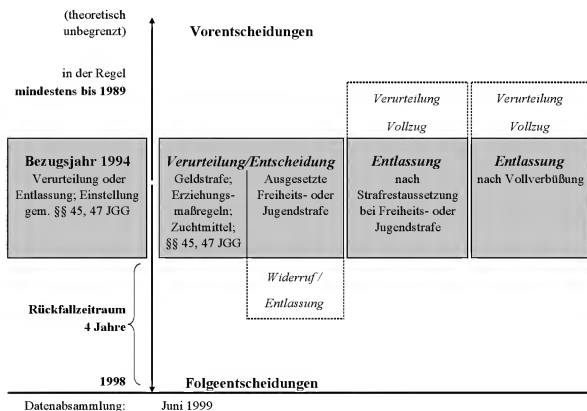 (theoretisch
unbegrenzt)
Vorentscheidungen
in der Regel
mindestens bis 1989
Verurteilung
Vollzug
Verurteilung
Vollzug
Bezugsjahr 1994
Verurteilung oder
Entlassung; Einstellung
gem. §§ 45, 47 JGG
Verurteilung/Entscheidung
Geldstrafe;
Erziehungs-
maßregeln;
Zuchtmittel;
§§ 45, 47 JGG
Ausgesetzte
Freiheits- oder
Jugendstrafe
Entlassung
nach
Strafrestaussetzung
bei Freiheits- oder
Jugendstrafe
Entlassung
nach Vollverbüßung
Widerruf /
Entlassung
Rückfallzeitraum
4 Jahre
1998
Folgeentscheidungen
Datenabsammlung: Juni 1999